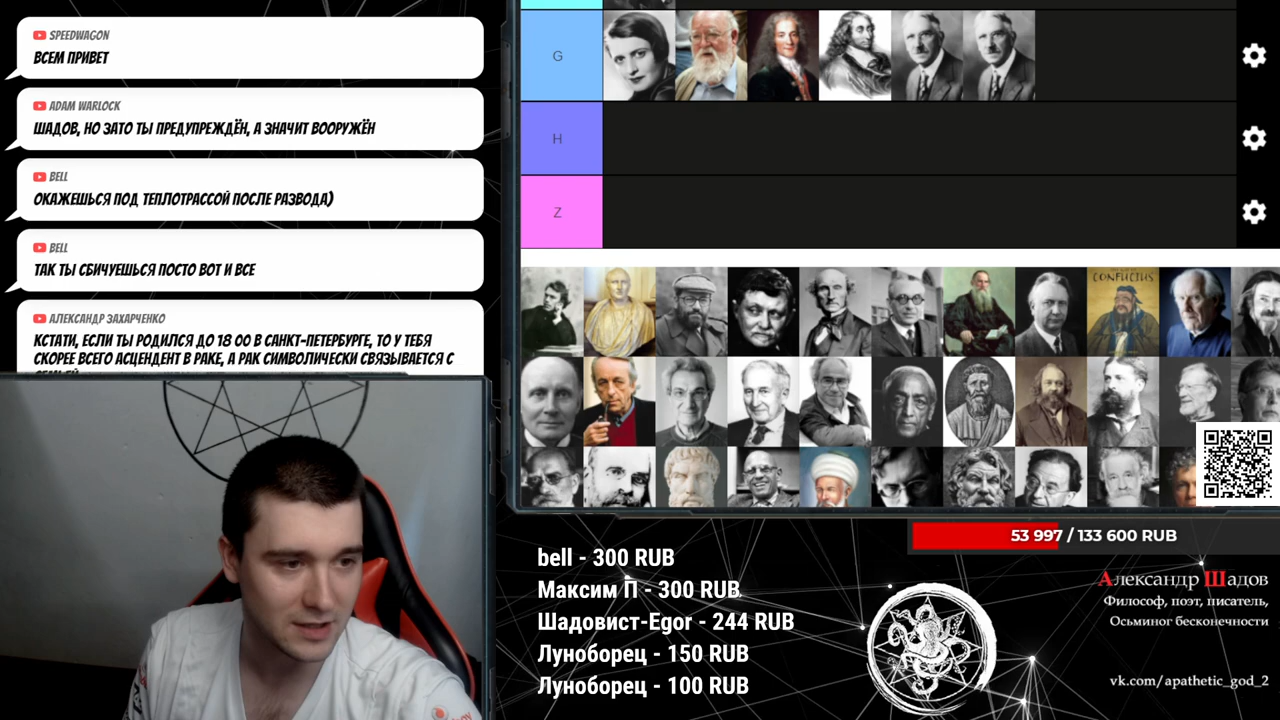 SPEEDWAGON
ВСЕМ ПРИВЕТ
ADAM WARLOCK
ШАДОВ, НО ЗАТО ТЫ ПРЕДУПРЕЖДЁН, А ЗНАЧИТ ВООРУЖЁН
BELL
ОКАЖЕШЬСЯ ПОД ТЕПЛОТРАССОЙ ПОСЛЕ РАЗВОДА)
BELL
ТАК ТЫ СБИЧУЕШЬСЯ ПОСТО ВОТ И ВСЕ
АЛЕКСАНДР ЗАХАРЧЕНКО
КСТАТИ, ЕСЛИ ТЫ РОДИЛСЯ ДО 18 00 В САНКТ-ПЕТЕРБУРГЕ, ТО У ТЕБЯ
СКОРЕЕ ВСЕГО АСЦЕНДЕНТ В РАКЕ, А РАК СИМВОЛИЧЕСКИ СВЯЗЫВАЕТСЯ С
G
H
Z
CONFUCIUS
53 997 / 133 600 RUB
bell - 300 RUB
Максим П - 300 RUB
Шадовист-Egor - 244 RUB
Луноборец - 150 RUB
Луноборец - 100 RUB
Александр Шадов
Философ, поэт, писатель,
Осьминог бесконечности
vk.com/apathetic_god_2